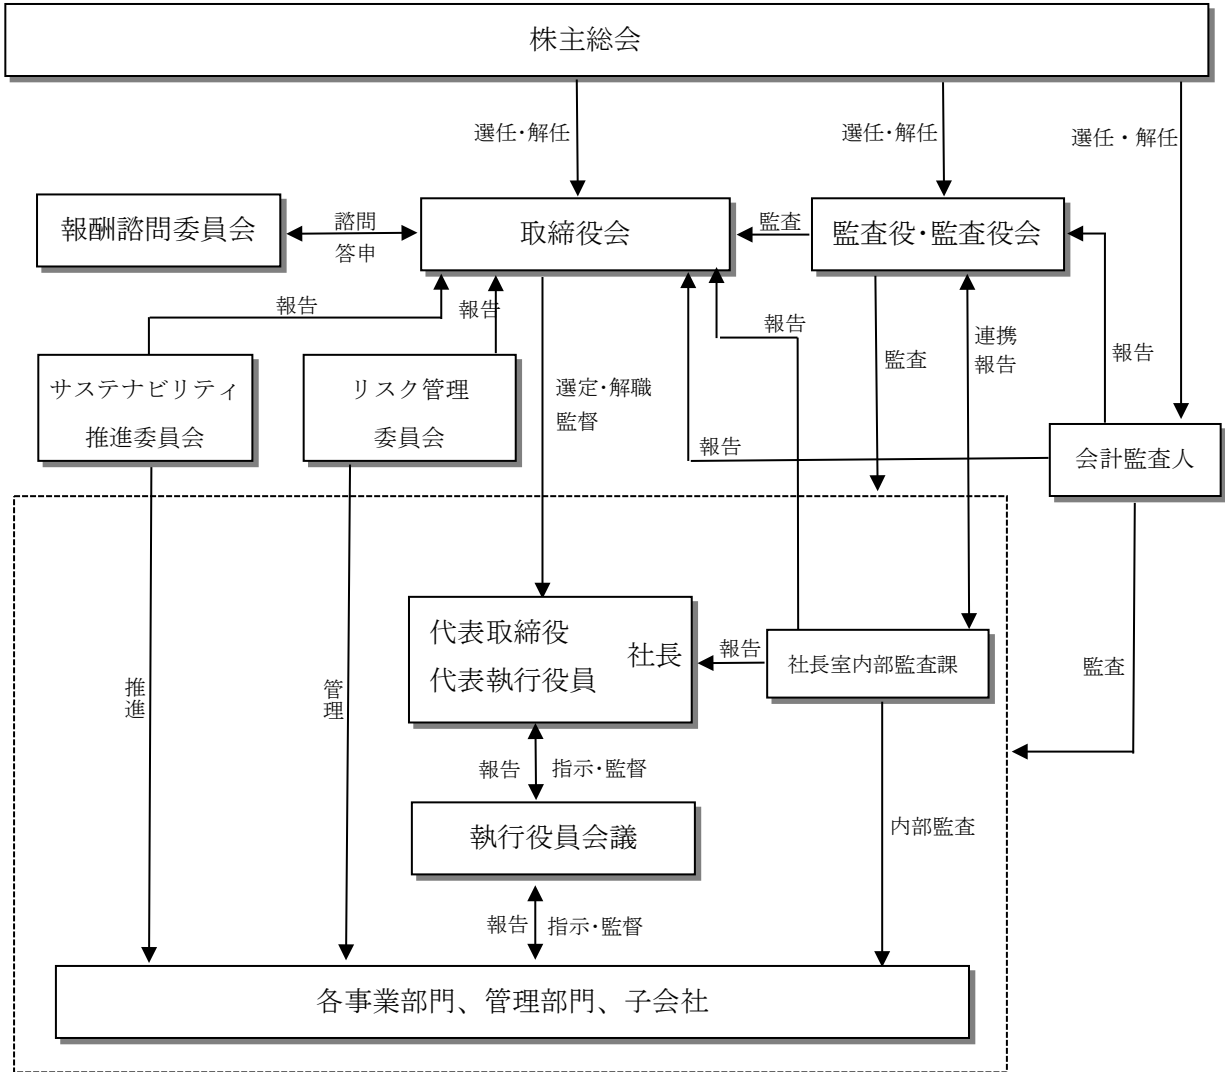 株主総会
選任・解任
選任・解任
選任・解任
報酬諮問委員会
諮問
答申
取締役会
監査
監査役・監査役会
報告
報告
報告
監査
連携
報告
報告
サステナビリティ
推進委員会
リスク管理
委員会
選定・解職
監督
報告
会計監査人
代表取締役
代表執行役員
社長
報告
社長室内部監査課
監査
推進
管理
報告
指示・監督
執行役員会議
内部監査
報告
指示・監督
各事業部門、管理部門、子会社